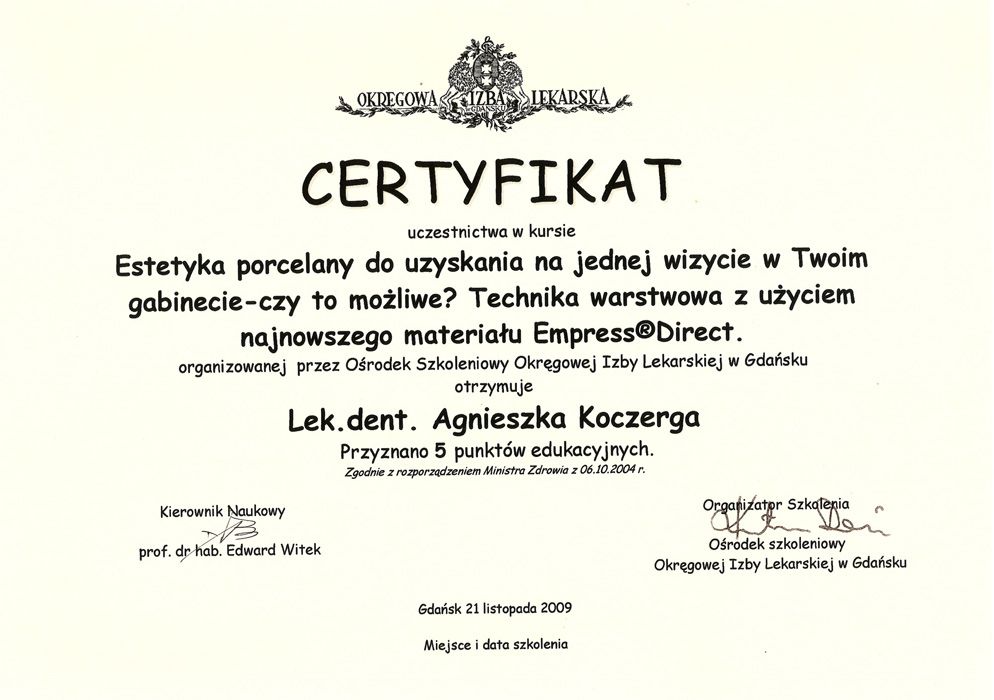 OKRĘGOWA IZBA LEKARSKA
W GDAŃSKU
CERTYFIKAT
uczestnictwa w kursie
Estetyka porcelany do uzyskania na jednej wizycie w Twoim
gabinecie-czy to możliwe? Technika warstwowa z użyciem
najnowszego materiału Empress®Direct.
organizowanej przez Ośrodek Szkoleniowy Okręgowej Izby Lekarskiej w Gdańsku
otrzymuje
Lek.dent. Agnieszka Koczerga
Przyznano 5 punktów edukacyjnych.
Zgodnie z rozporządzeniem Ministra Zdrowia z 06.10.2004 r.
Kierownik Naukowy
prof. dr hab. Edward Witek
Organizator Szkolenia
Ośrodek szkoleniowy
Okręgowej Izby Lekarskiej w Gdańsku
Gdańsk 21 listopada 2009
Miejsce i data szkolenia